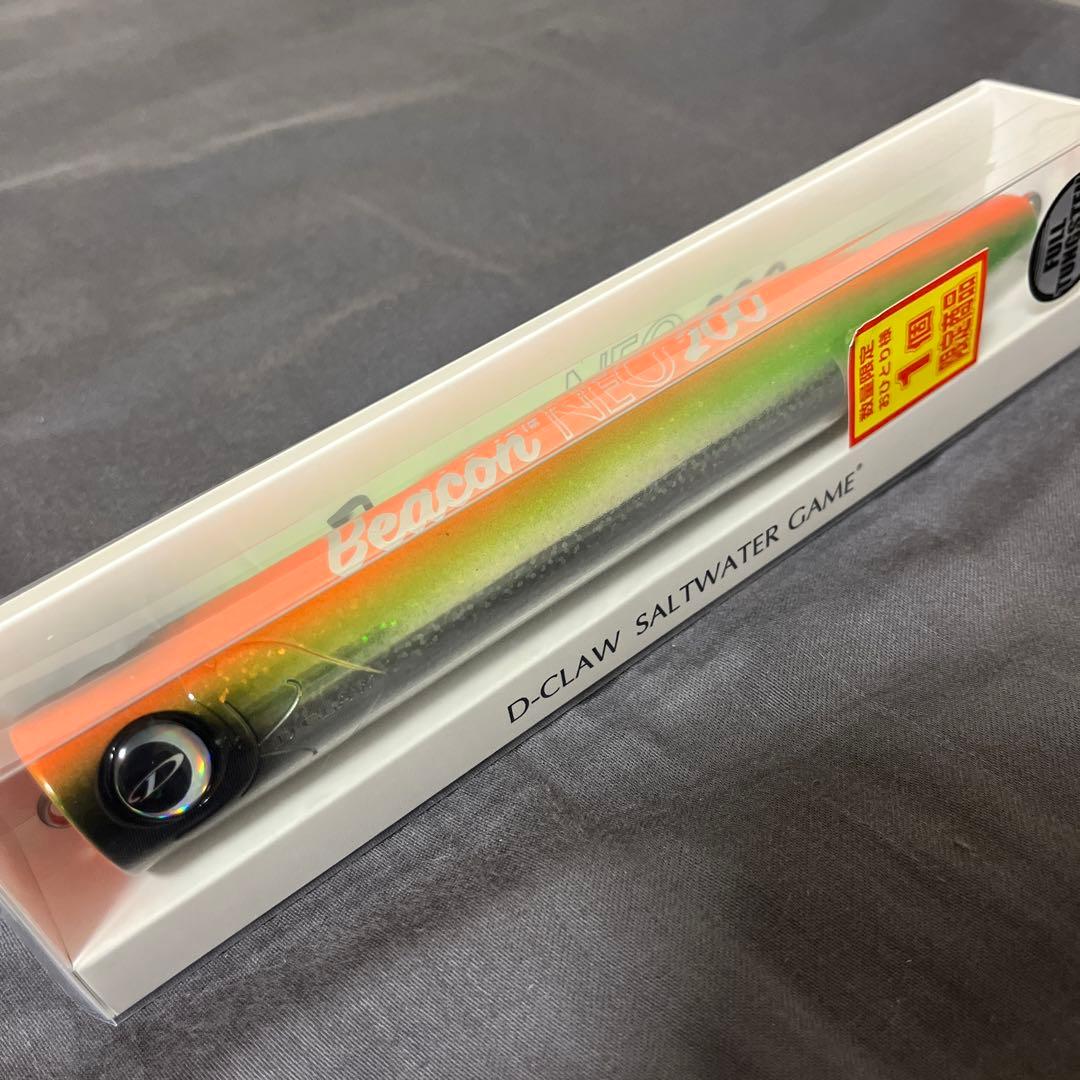 Beacon™ NEO 200
D-CLAW SALTWATER GAME®
数量限定
おひとり様
1個
限定商品
FULL
TUNGSTEN